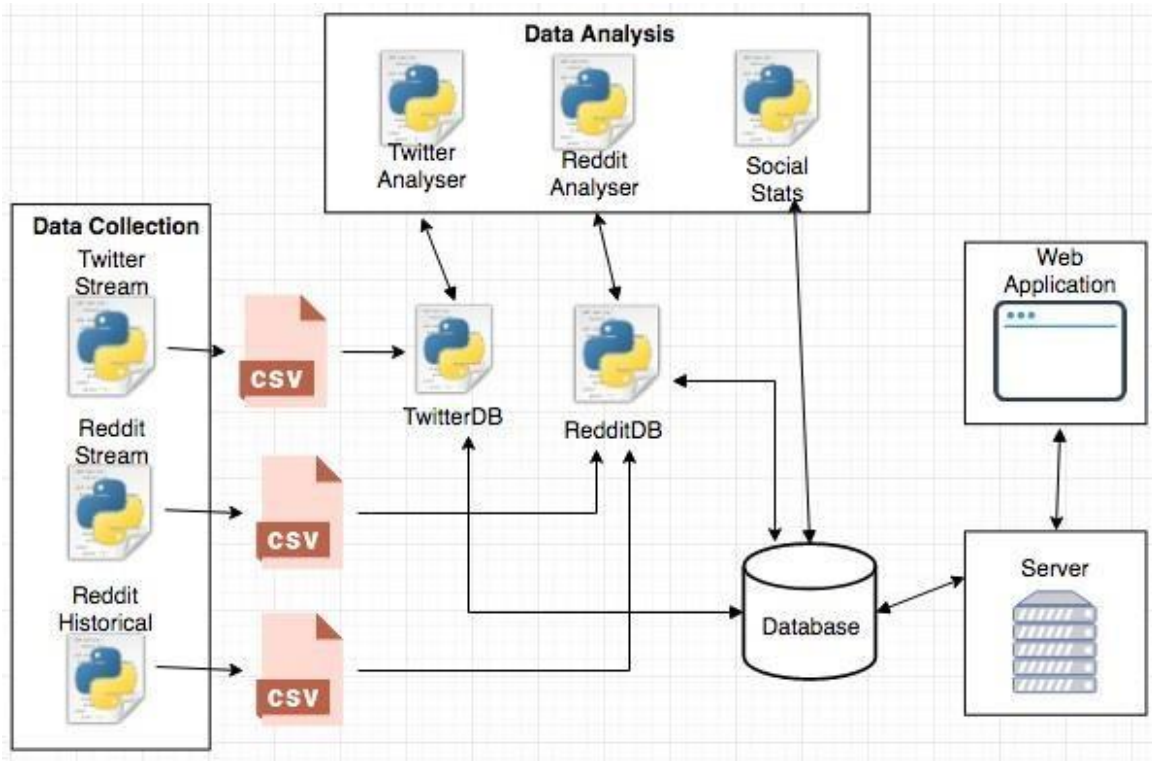 Data Analysis
Twitter
Analyser
Reddit
Analyser
Social
Stats
Data Collection
Twitter
Stream
Reddit
Stream
Reddit
Historical
CSV
CSV
CSV
TwitterDB
RedditDB
Database
Web
Application
Server